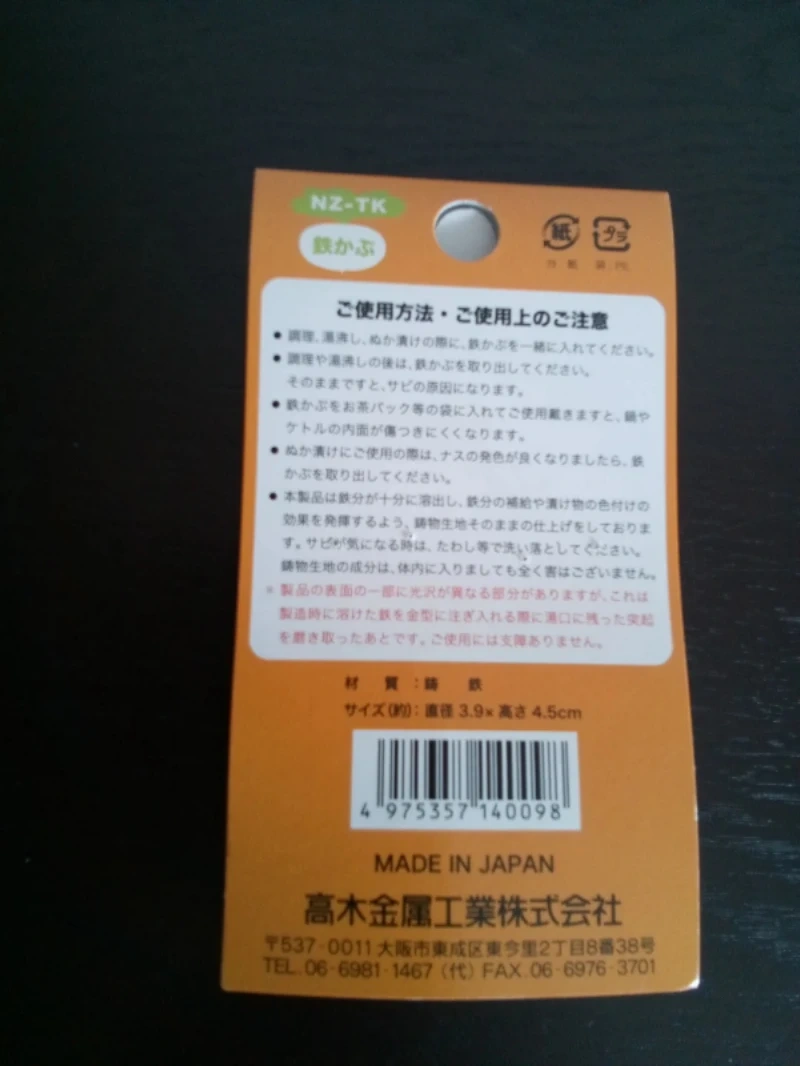 NZ-TK
鉄かぶ
紙
プラ
台 紙 袋:PE
ご使用方法・ご使用上のご注意
● 調理、湯沸し、ぬか漬けの際に、鉄かぶを一緒に入れてください。
● 調理や湯沸しの後は、鉄かぶを取り出してください。
そのままですと、サビの原因になります。
● 鉄かぶをお茶パック等の袋に入れてご使用戴きますと、鍋や
ケトルの内面が傷つきにくくなります。
● ぬか漬けにご使用の際は、ナスの発色が良くなりましたら、鉄
かぶを取り出してください。
● 本製品は鉄分が十分に溶出し、鉄分の補給や漬け物の色付けの
効果を発揮するよう、鋳物生地そのままの仕上げをしておりま
す。サビが気になる時は、たわし等で洗い落としてください。
鋳物生地の成分は、体内に入りましても全く害はございません。
※ 製品の表面の一部に光沢が異なる部分がありますが、これは
製造時に溶けた鉄を金型に注ぎ入れる際に湯口に残った突起
を磨き取ったあとです。ご使用には支障ありません。
材 質:鋳 鉄
サイズ(約):直径3.9×高さ4.5cm
4 975357 140098
MADE IN JAPAN
高木金属工業株式会社
〒537-0011 大阪市東成区東今里2丁目8番38号
TEL.06-6981-1467(代)FAX.06-6976-3701